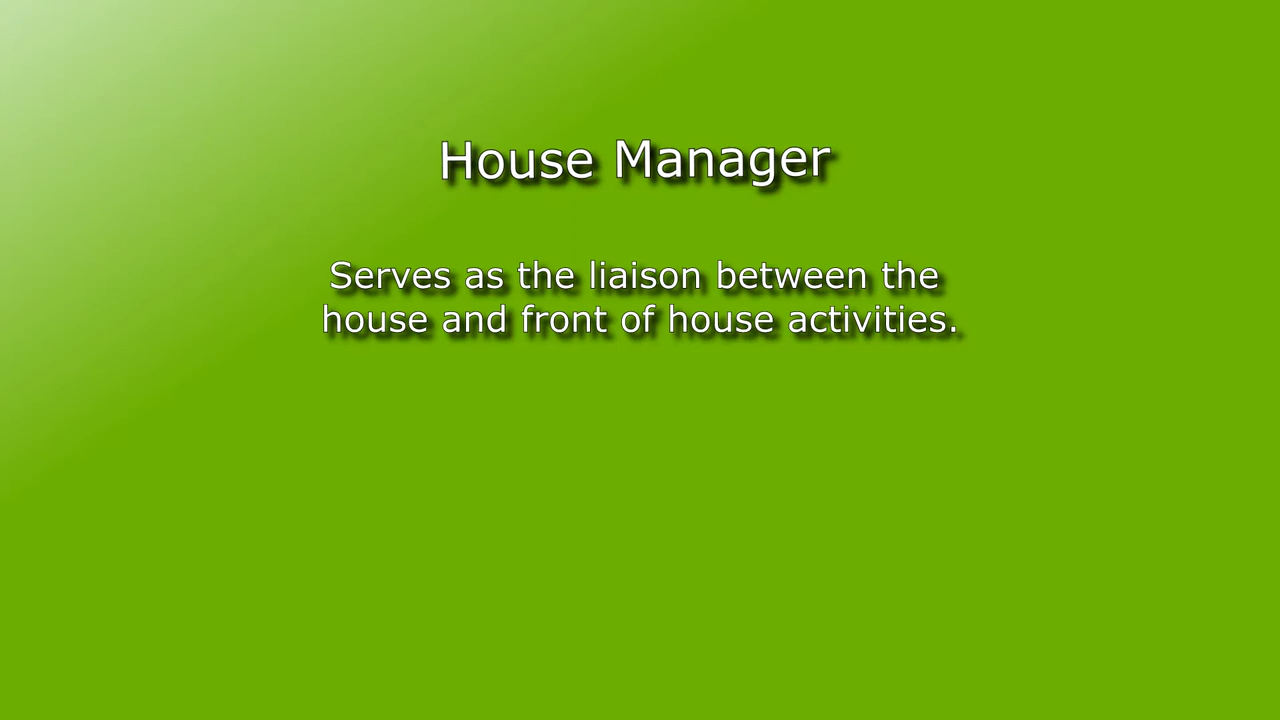 House Manager
Serves as the liaison between the
house and front of house activities.